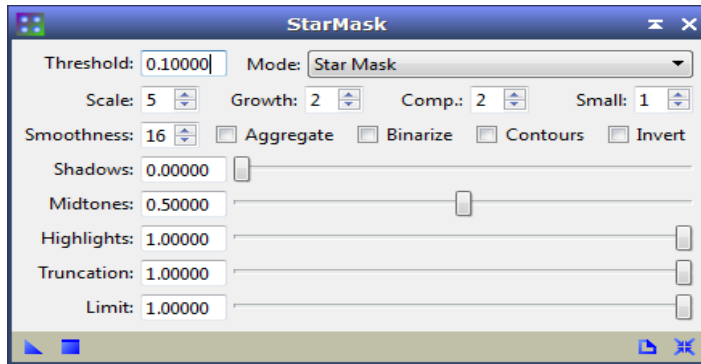 StarMask
Threshold: 0.10000 Mode: Star Mask
Scale: 5 Growth: 2 Comp.: 2 Small: 1
Smoothness: 16 Aggregate Binarize Contours Invert
Shadows: 0.00000
Midtones: 0.50000
Highlights: 1.00000
Truncation: 1.00000
Limit: 1.00000